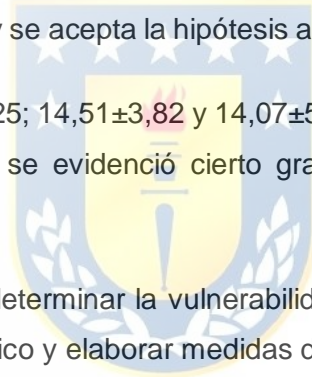 y se acepta la hipótesis a
25; 14,51±3,82 y 14,07±5
se evidenció cierto gra
determinar la vulnerabilid
ico y elaborar medidas d